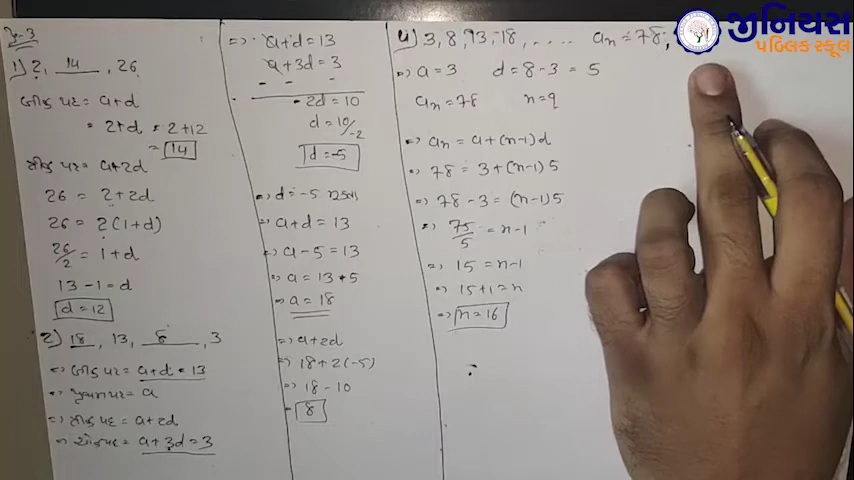 જીનિયસ
પબ્લિક સ્કૂલ
પ્ર-3
1) 2, 14, 26
બીજુ પદ = a+d
= 2+d = 2+12
= 14
ત્રીજુ પદ = a+2d
26 = 2+2d
26 = 2(1+d)
26/2 = 1+d
13-1 = d
d = 12
2) 18, 13, 8, 3
=> બીજુ પદ = a+d = 13
=> પદ = a
=> ત્રીજુ પદ = a+2d
a+3d = 3
=> a+d = 13
a+3d = 3
- - -
-2d = 10
d = 10/-2
d = -5
=> d = -5
=> a+d = 13
=> a-5 = 13
=> a = 13+5
=> a = 18
=> a+2d
=> 18+2(-5)
=> 18-10
= 8
4) 3, 8, 13, 18, ..... an = 78,
=> a = 3 d = 8-3 = 5
an = 78 n = ?
=> an = a+(n-1)d
=> 78 = 3+(n-1)5
=> 78-3 = (n-1)5
=> 75/5 = n-1
=> 15 = n-1
=> 15+1 = n
=> n = 16